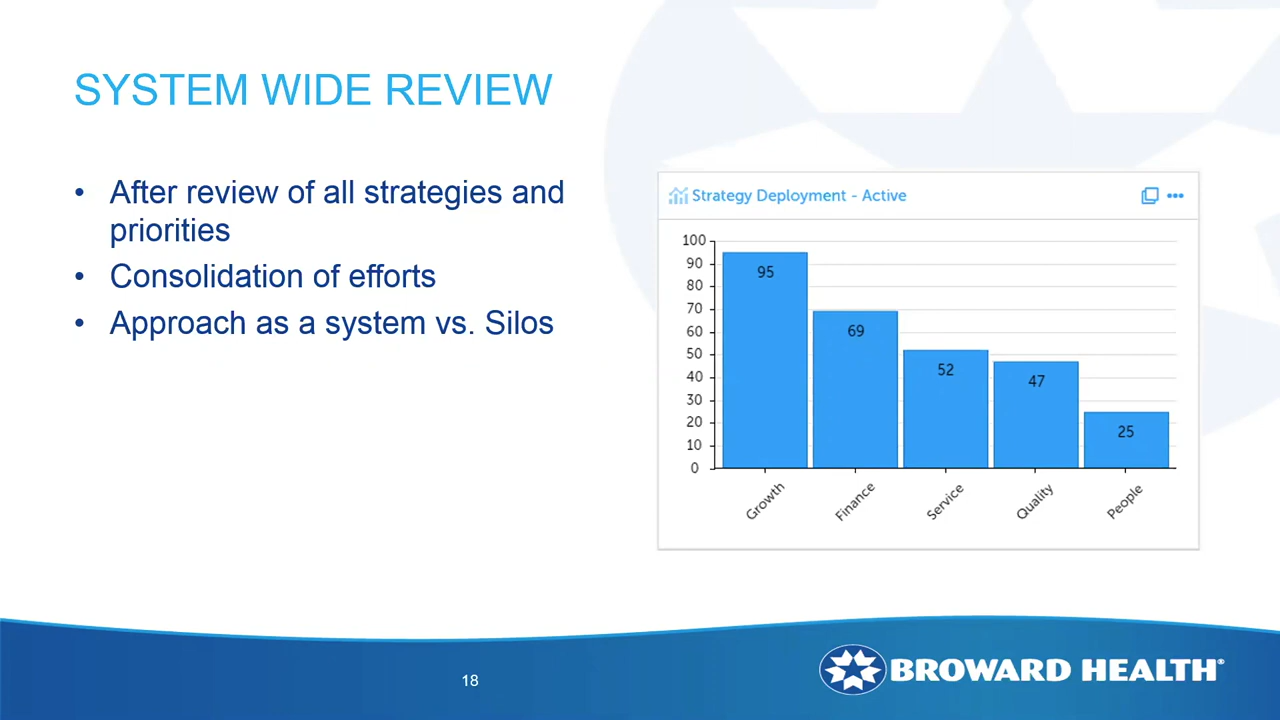 SYSTEM WIDE REVIEW
• After review of all strategies and
priorities
• Consolidation of efforts
• Approach as a system vs. Silos
Strategy Deployment - Active
100
90
80
70
60
50
40
30
20
10
0
95
69
52
47
25
Growth
Finance
Service
Quality
People
18
BROWARD HEALTH®